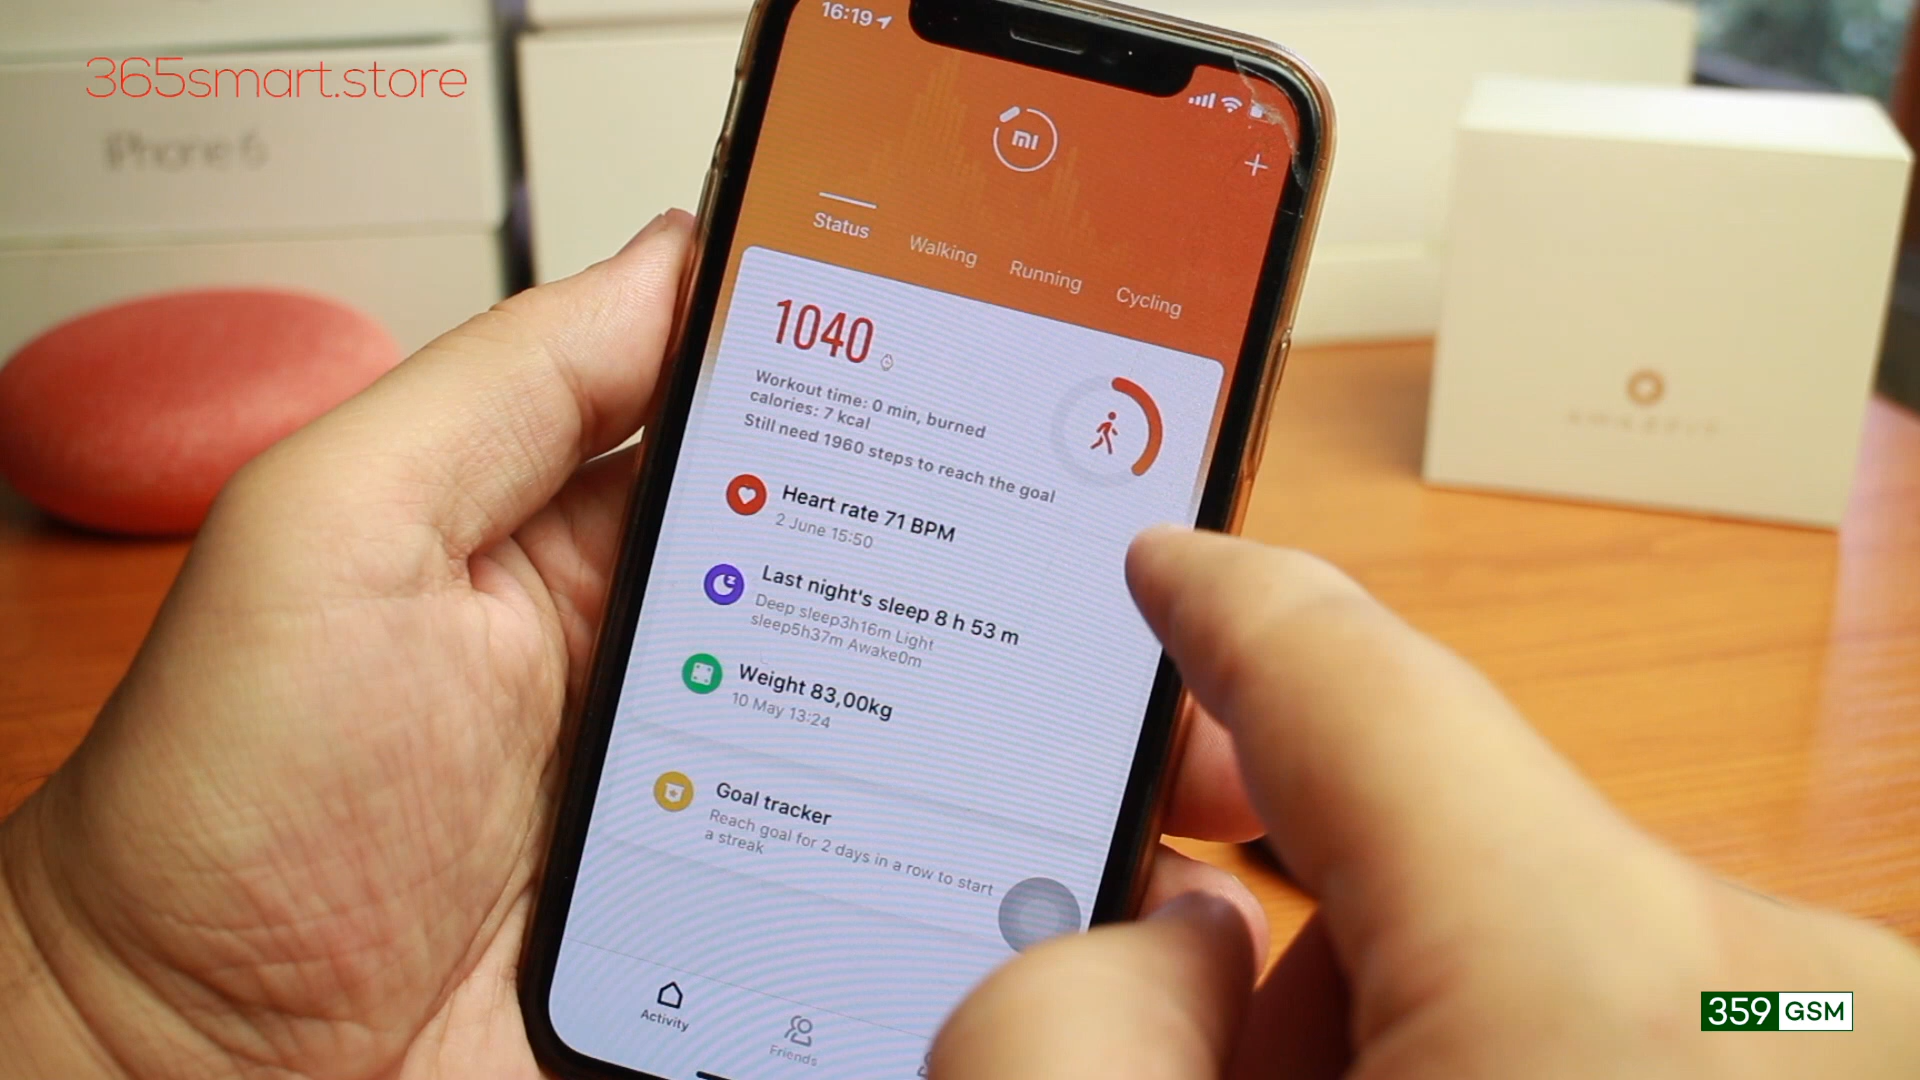 16:19
365smart.store
iPhone 6
mi
+
Status
Walking
Running
Cycling
1040
Workout time: 0 min, burned
calories: 7 kcal
Still need 1960 steps to reach the goal
Heart rate 71 BPM
2 June 15:50
Last night's sleep 8 h 53 m
Deep sleep3h16m Light
sleep5h37m Awake0m
Weight 83,00kg
10 May 13:24
Goal tracker
Reach goal for 2 days in a row to start
a streak
Activity
Friends
359 GSM